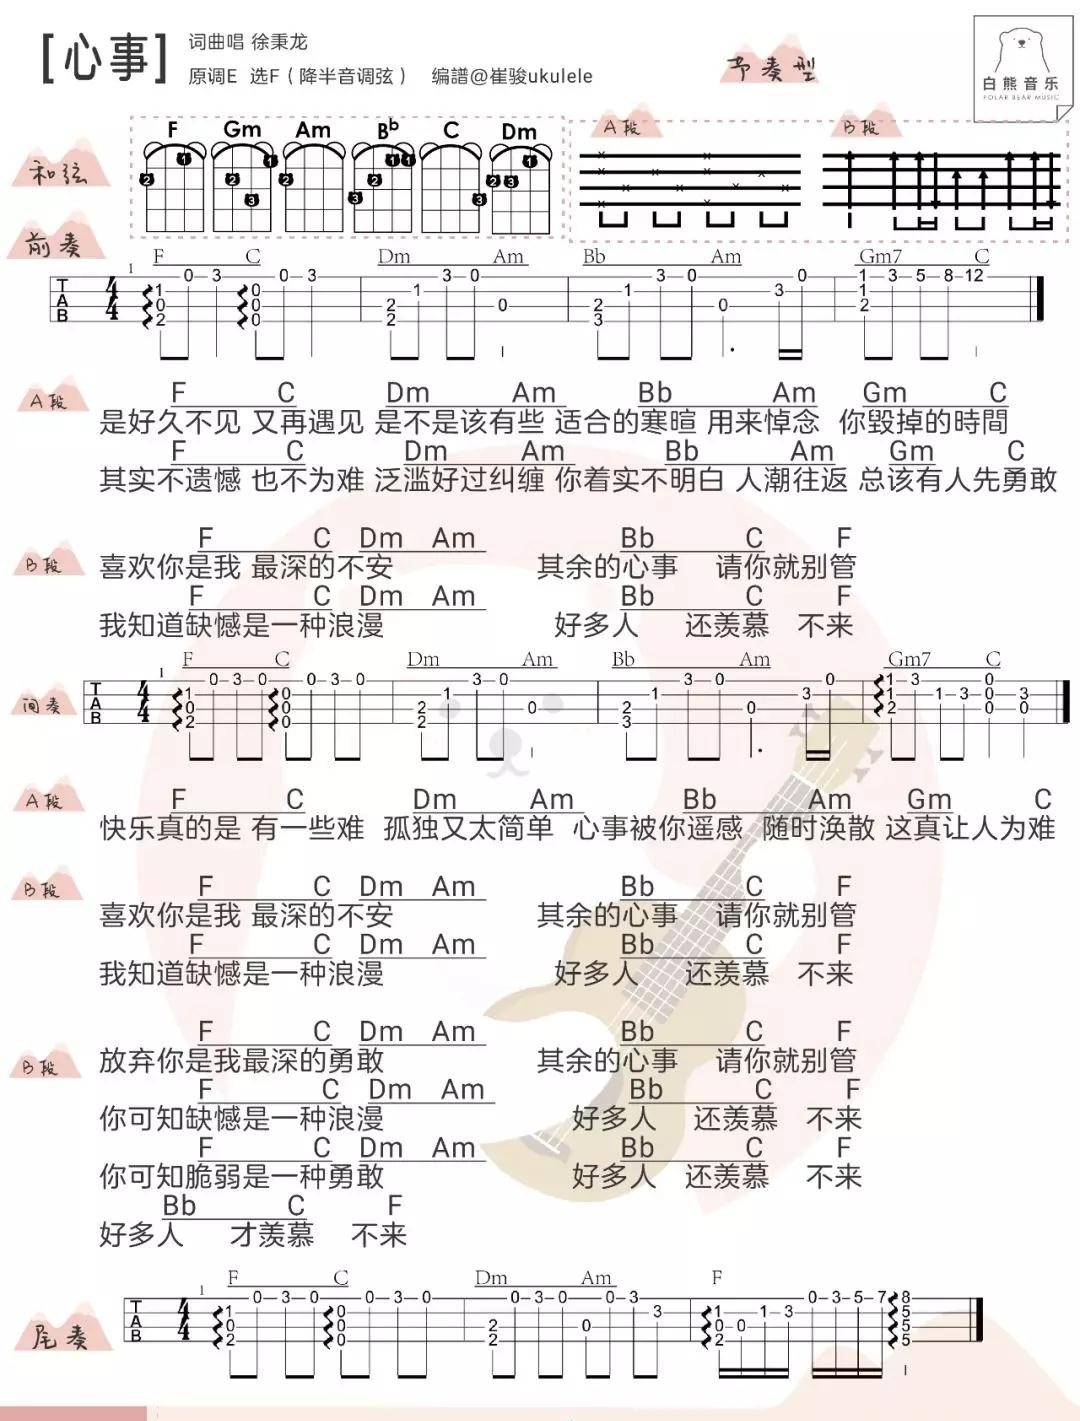 [心事]
词曲唱 徐秉龙
原调E 选F（降半音调弦） 编譜@崔骏ukulele
节奏型
白熊音乐
POLAR BEAR MUSIC
和弦
F Gm Am Bb C Dm
A段 B段
前奏
F C Dm Am Bb Am Gm7 C
A段
F C Dm Am Bb Am Gm C
是好久不见 又再遇见 是不是该有些 适合的寒暄 用来悼念 你毁掉的時間
F C Dm Am Bb Am Gm C
其实不遗憾 也不为难 泛滥好过纠缠 你着实不明白 人潮往返 总该有人先勇敢
B段
F C Dm Am Bb C F
喜欢你是我 最深的不安 其余的心事 请你就别管
F C Dm Am Bb C F
我知道缺憾是一种浪漫 好多人 还羡慕 不来
间奏
F C Dm Am Bb Am Gm7 C
A段
F C Dm Am Bb Am Gm C
快乐真的是 有一些难 孤独又太简单 心事被你遥感 随时涣散 这真让人为难
B段
F C Dm Am Bb C F
喜欢你是我 最深的不安 其余的心事 请你就别管
F C Dm Am Bb C F
我知道缺憾是一种浪漫 好多人 还羡慕 不来
B段
F C Dm Am Bb C F
放弃你是我最深的勇敢 其余的心事 请你就别管
F C Dm Am Bb C F
你可知缺憾是一种浪漫 好多人 还羡慕 不来
F C Dm Am Bb C F
你可知脆弱是一种勇敢 好多人 还羡慕 不来
Bb C F
好多人 才羡慕 不来
尾奏
F C Dm Am F